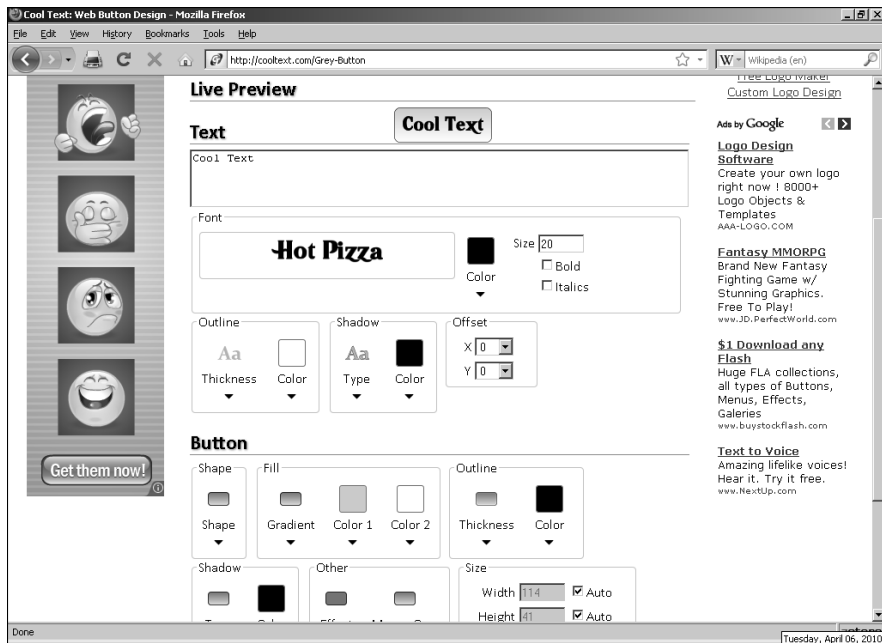 Cool Text: Web Button Design - Mozilla Firefox
File Edit View History Bookmarks Tools Help
http://cooltext.com/Grey-Button
W Wikipedia (en)
Live Preview
Cool Text
Text
Cool Text
Font
Hot Pizza
Color
Size 20
Bold
Italics
Outline
Aa
Thickness
Color
Shadow
Aa
Type
Color
Offset
X 0
Y 0
Button
Shape
Shape
Fill
Gradient
Color 1
Color 2
Outline
Thickness
Color
Shadow
Other
Size
Width 114 Auto
Height 41 Auto
Get them now!
Free Logo Maker
Custom Logo Design
Ads by Google
Logo Design
Software
Create your own logo
right now ! 8000+
Logo Objects &
Templates
AAA-LOGO.COM
Fantasy MMORPG
Brand New Fantasy
Fighting Game w/
Stunning Graphics.
Free To Play!
www.JD.PerfectWorld.com
$1 Download any
Flash
Huge FLA collections,
all types of Buttons,
Menus, Effects,
Galeries
www.buystockflash.com
Text to Voice
Amazing lifelike voices!
Hear it. Try it free.
www.NextUp.com
Done
Tuesday, April 06, 2010